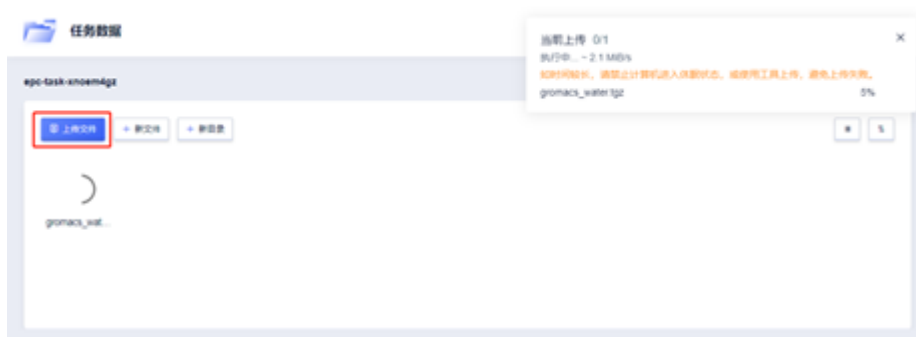 任务数据
当前上传 0/1
执行中... ~ 2.1 MiB/s
如时间较长,请禁止计算机进入休眠状态,或使用工具上传,避免上传失败。
gromacs_water.tgz 5%
epc-task-xnoem4gz
上传文件 + 新文件 + 新目录
gromacs_wat...